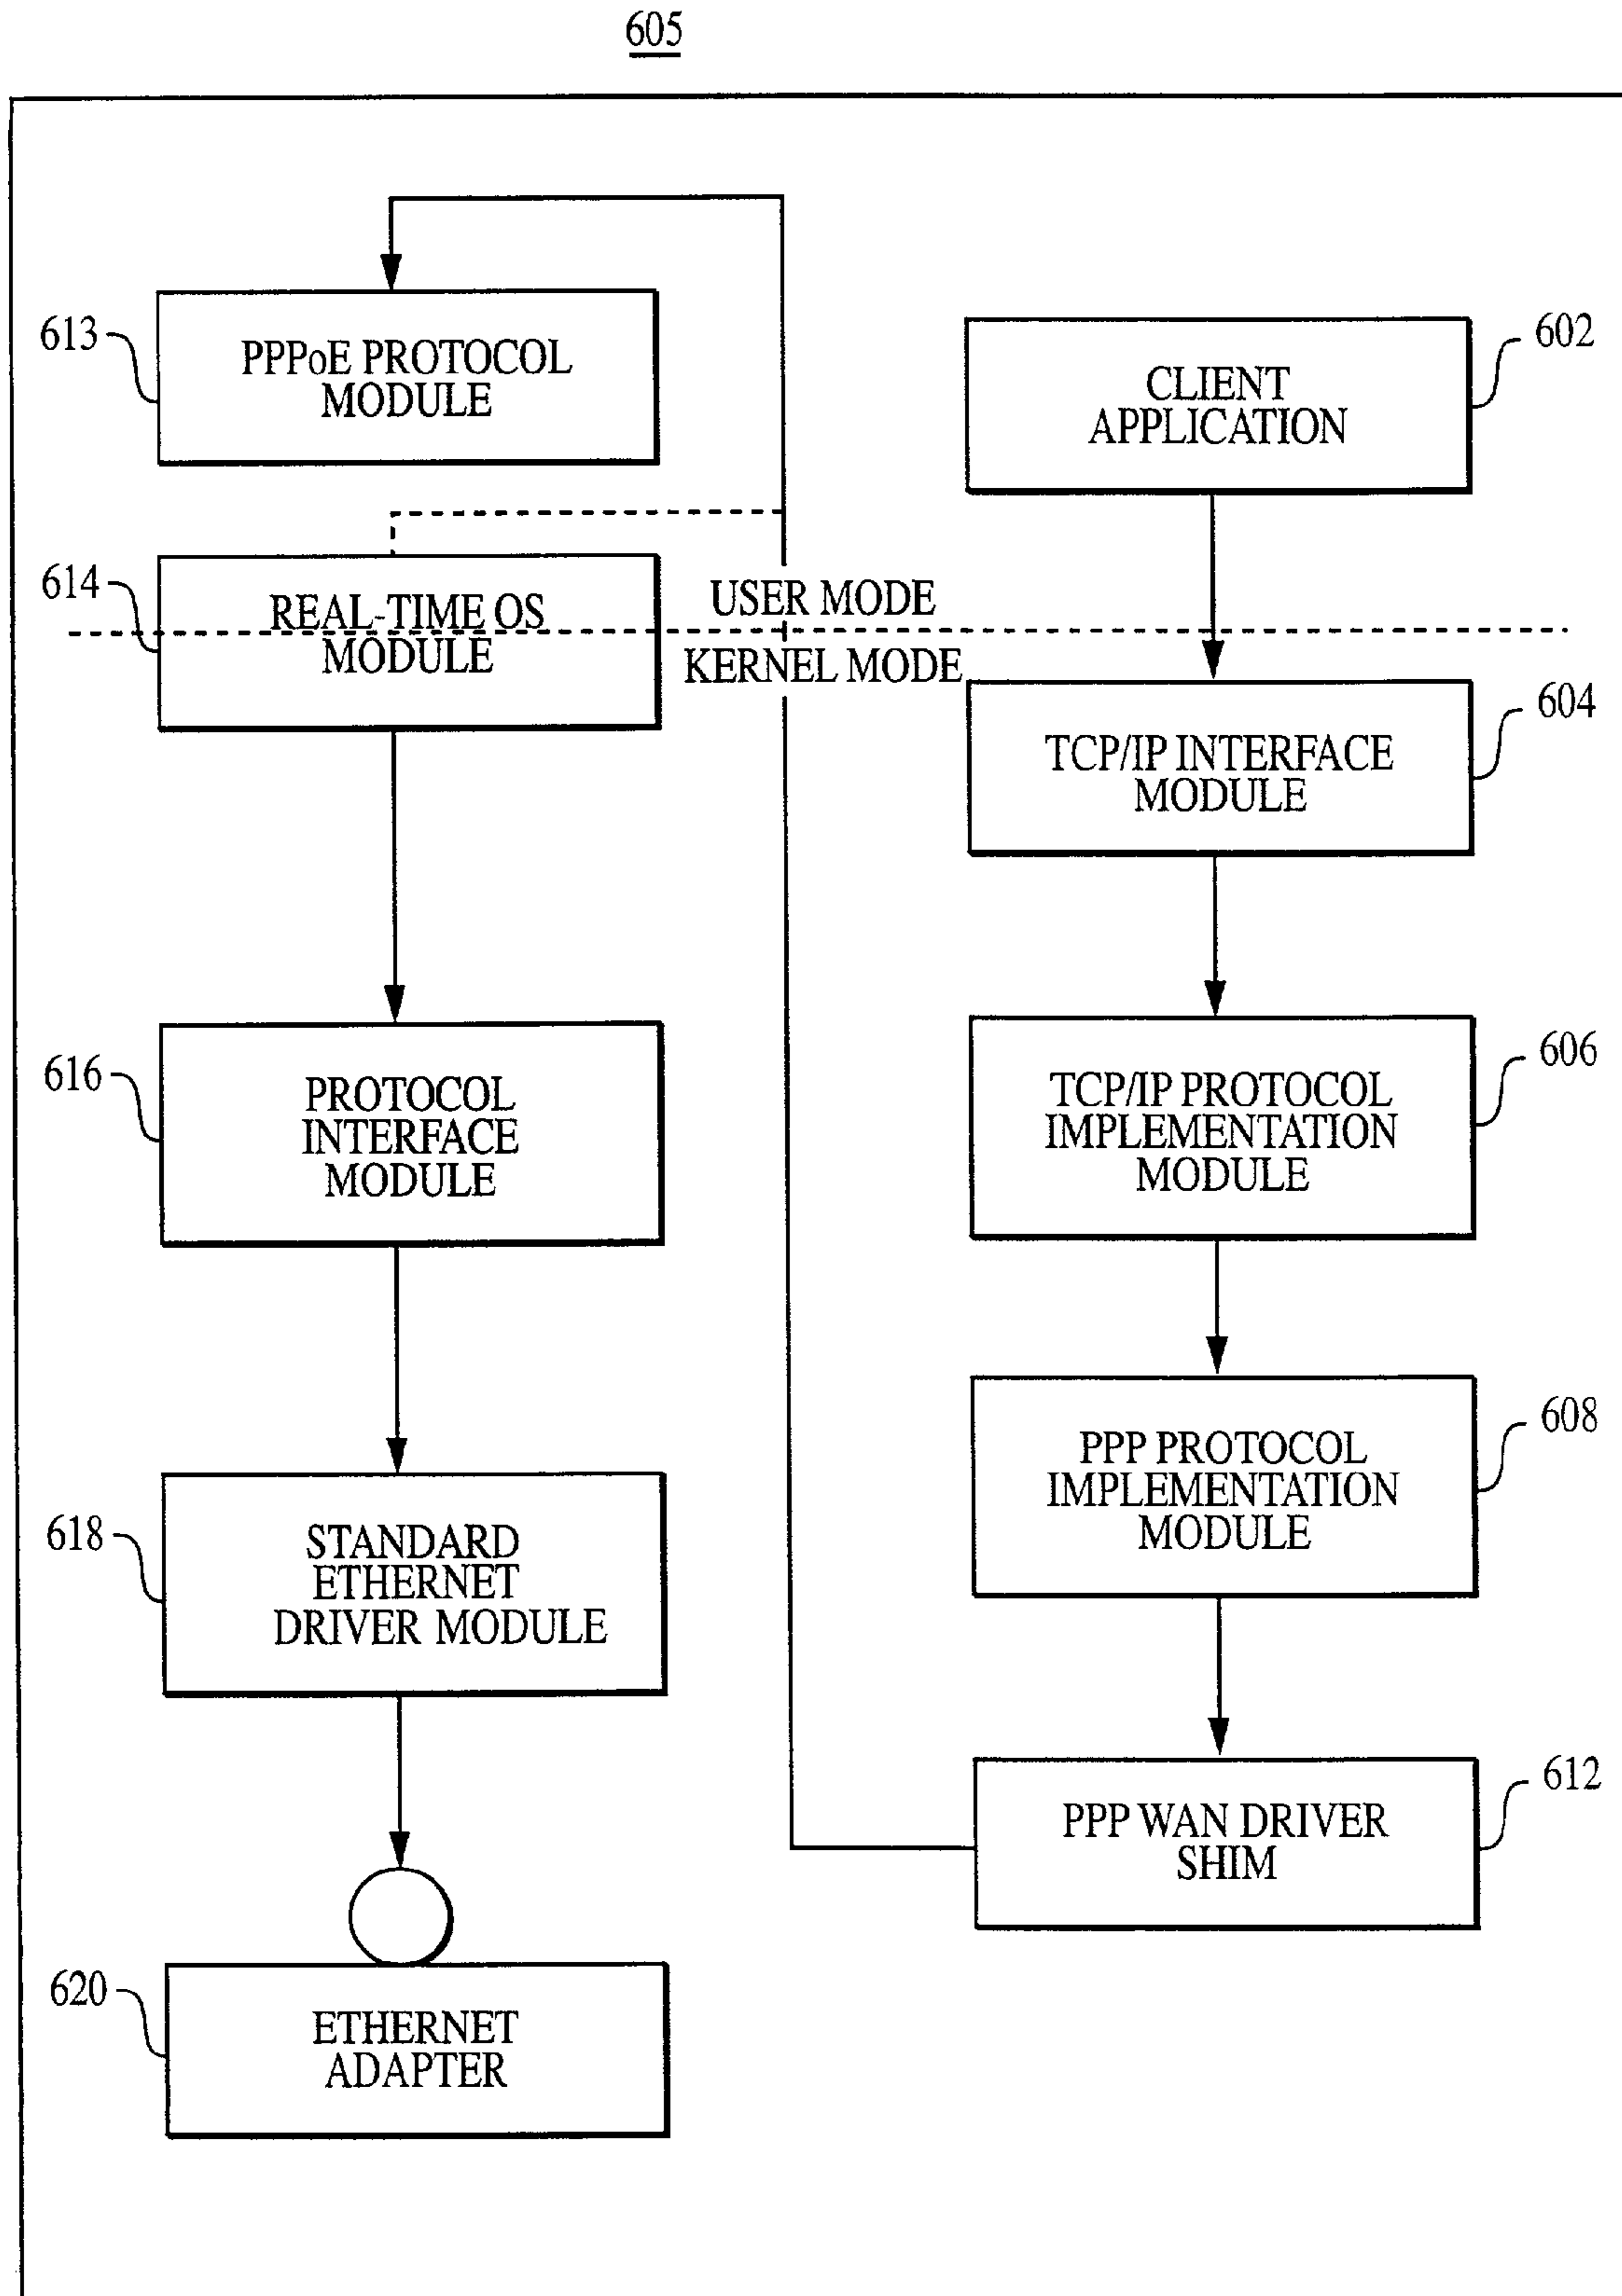 605
613
PPPoE PROTOCOL
MODULE
602
CLIENT
APPLICATION
614
REAL-TIME OS
MODULE
USER MODE
KERNEL MODE
604
TCP/IP INTERFACE
MODULE
616
PROTOCOL
INTERFACE
MODULE
606
TCP/IP PROTOCOL
IMPLEMENTATION
MODULE
608
PPP PROTOCOL
IMPLEMENTATION
MODULE
618
STANDARD
ETHERNET
DRIVER MODULE
612
PPP WAN DRIVER
SHIM
620
ETHERNET
ADAPTER